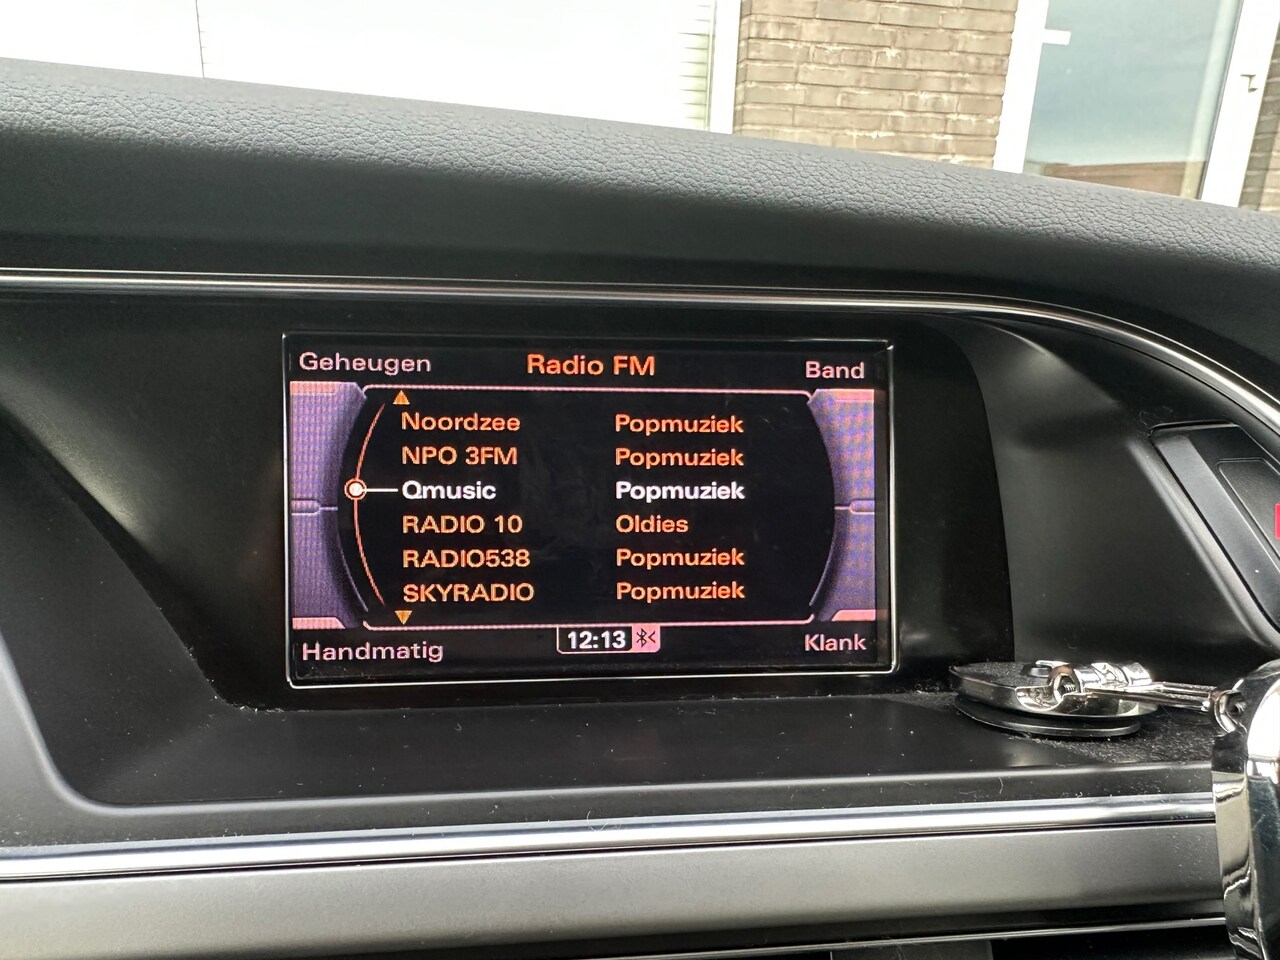 Geheugen Radio FM Band
Noordzee Popmuziek
NPO 3FM Popmuziek
Qmusic Popmuziek
RADIO 10 Oldies
RADIO538 Popmuziek
SKYRADIO Popmuziek
Handmatig 12:13 Klank